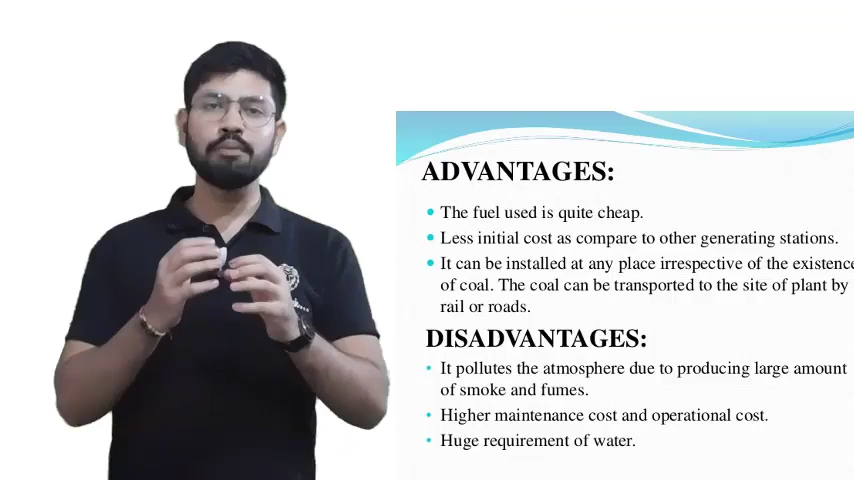 ADVANTAGES:
The fuel used is quite cheap.
Less initial cost as compare to other generating stations.
It can be installed at any place irrespective of the existence
of coal. The coal can be transported to the site of plant by
rail or roads.
DISADVANTAGES:
It pollutes the atmosphere due to producing large amount
of smoke and fumes.
Higher maintenance cost and operational cost.
Huge requirement of water.